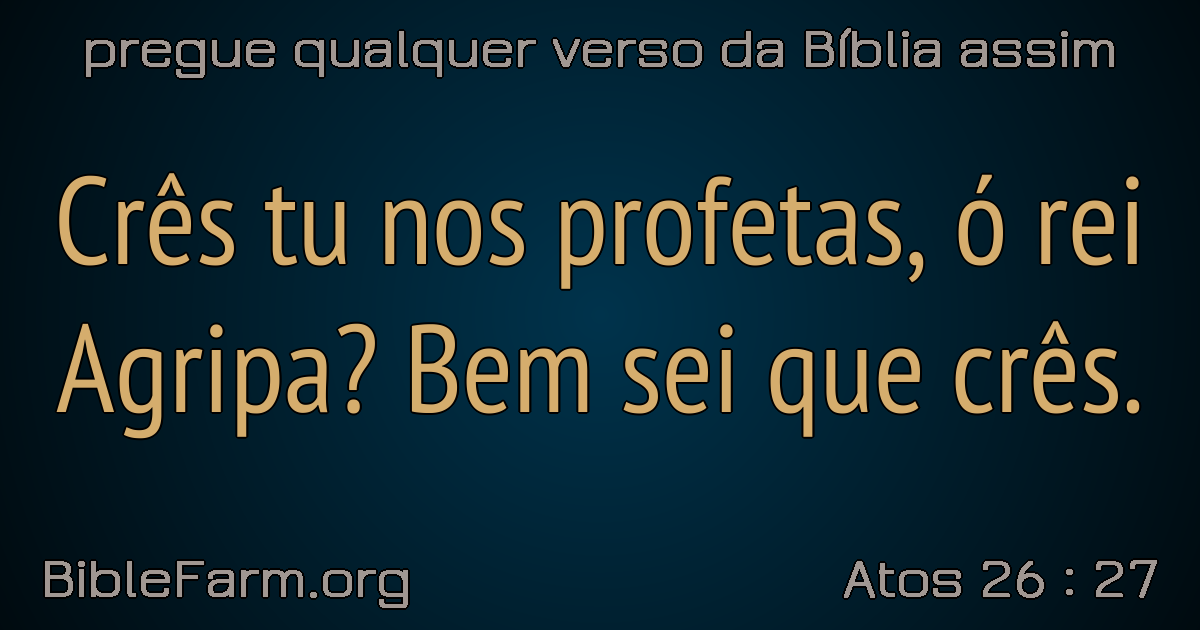 pregue qualquer verso da Bíblia assim
Crês tu nos profetas, ó rei
Agripa? Bem sei que crês.
BibleFarm.org
Atos 26 : 27